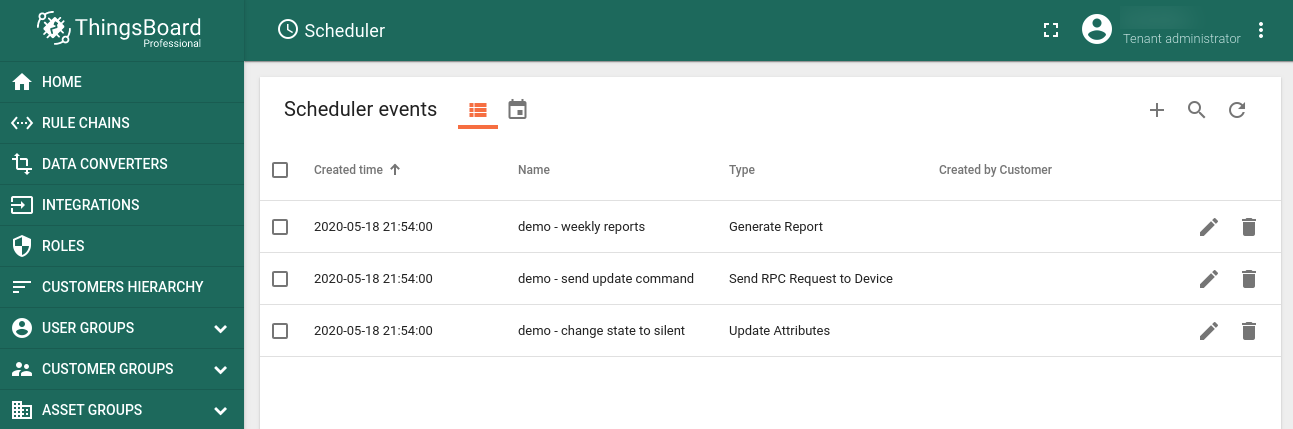 ThingsBoard
Professional
Scheduler
Tenant administrator
HOME
RULE CHAINS
DATA CONVERTERS
INTEGRATIONS
ROLES
CUSTOMERS HIERARCHY
USER GROUPS
CUSTOMER GROUPS
ASSET GROUPS
Scheduler events
Created time Name Type Created by Customer
2020-05-18 21:54:00 demo - weekly reports Generate Report
2020-05-18 21:54:00 demo - send update command Send RPC Request to Device
2020-05-18 21:54:00 demo - change state to silent Update Attributes